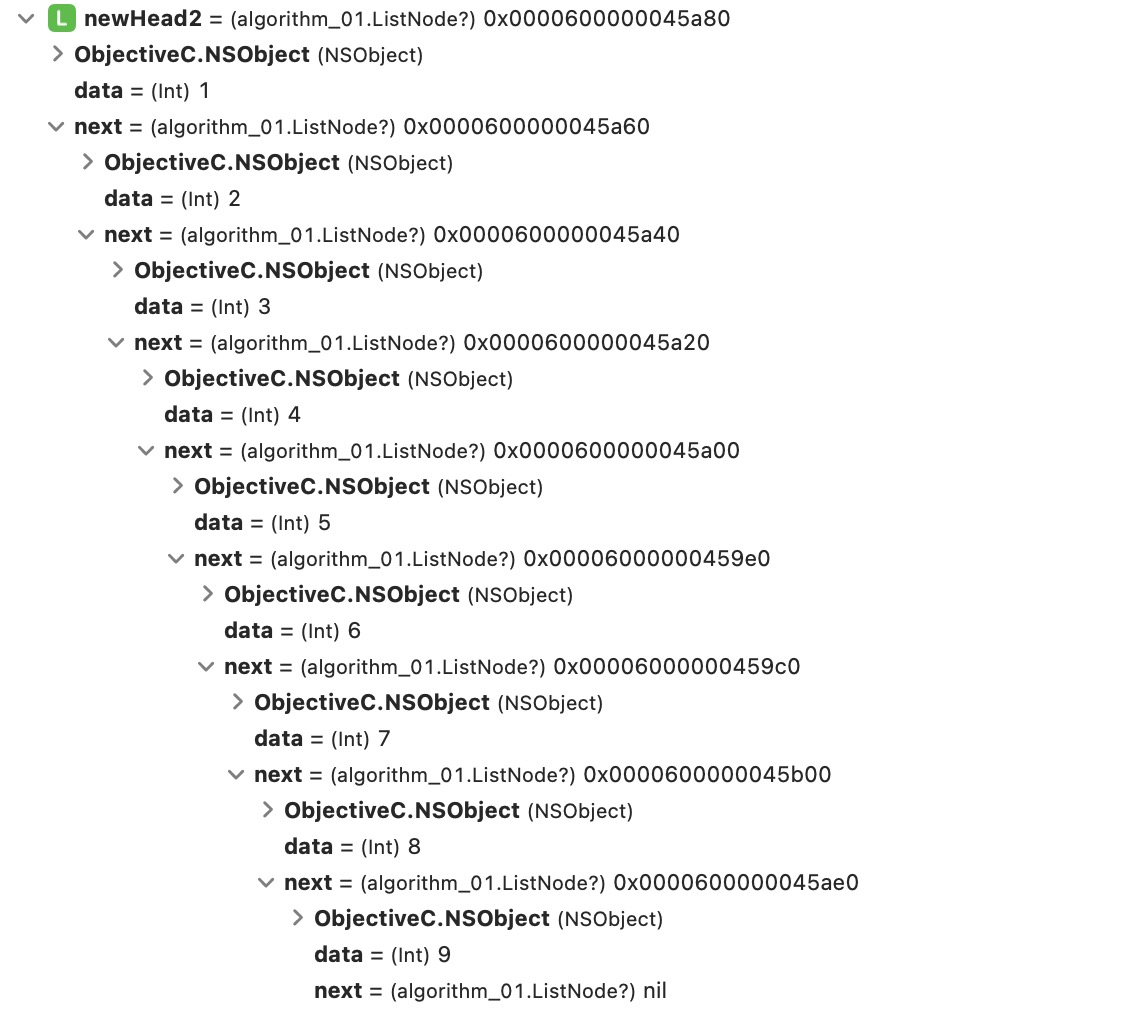 L newHead2 = (algorithm_01.ListNode?) 0x0000600000045a80
ObjectiveC.NSObject (NSObject)
data = (Int) 1
next = (algorithm_01.ListNode?) 0x0000600000045a60
ObjectiveC.NSObject (NSObject)
data = (Int) 2
next = (algorithm_01.ListNode?) 0x0000600000045a40
ObjectiveC.NSObject (NSObject)
data = (Int) 3
next = (algorithm_01.ListNode?) 0x0000600000045a20
ObjectiveC.NSObject (NSObject)
data = (Int) 4
next = (algorithm_01.ListNode?) 0x0000600000045a00
ObjectiveC.NSObject (NSObject)
data = (Int) 5
next = (algorithm_01.ListNode?) 0x00006000000459e0
ObjectiveC.NSObject (NSObject)
data = (Int) 6
next = (algorithm_01.ListNode?) 0x00006000000459c0
ObjectiveC.NSObject (NSObject)
data = (Int) 7
next = (algorithm_01.ListNode?) 0x0000600000045b00
ObjectiveC.NSObject (NSObject)
data = (Int) 8
next = (algorithm_01.ListNode?) 0x0000600000045ae0
ObjectiveC.NSObject (NSObject)
data = (Int) 9
next = (algorithm_01.ListNode?) nil